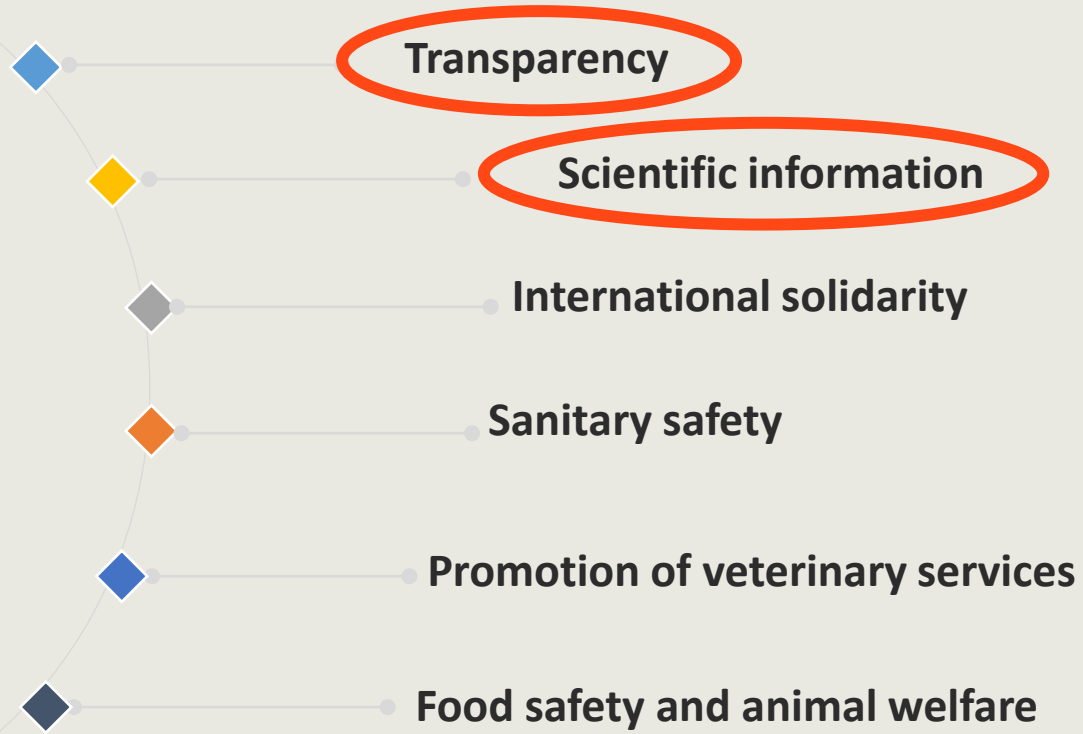 Transparency
Scientific information
International solidarity
Sanitary safety
Promotion of veterinary services
Food safety and animal welfare